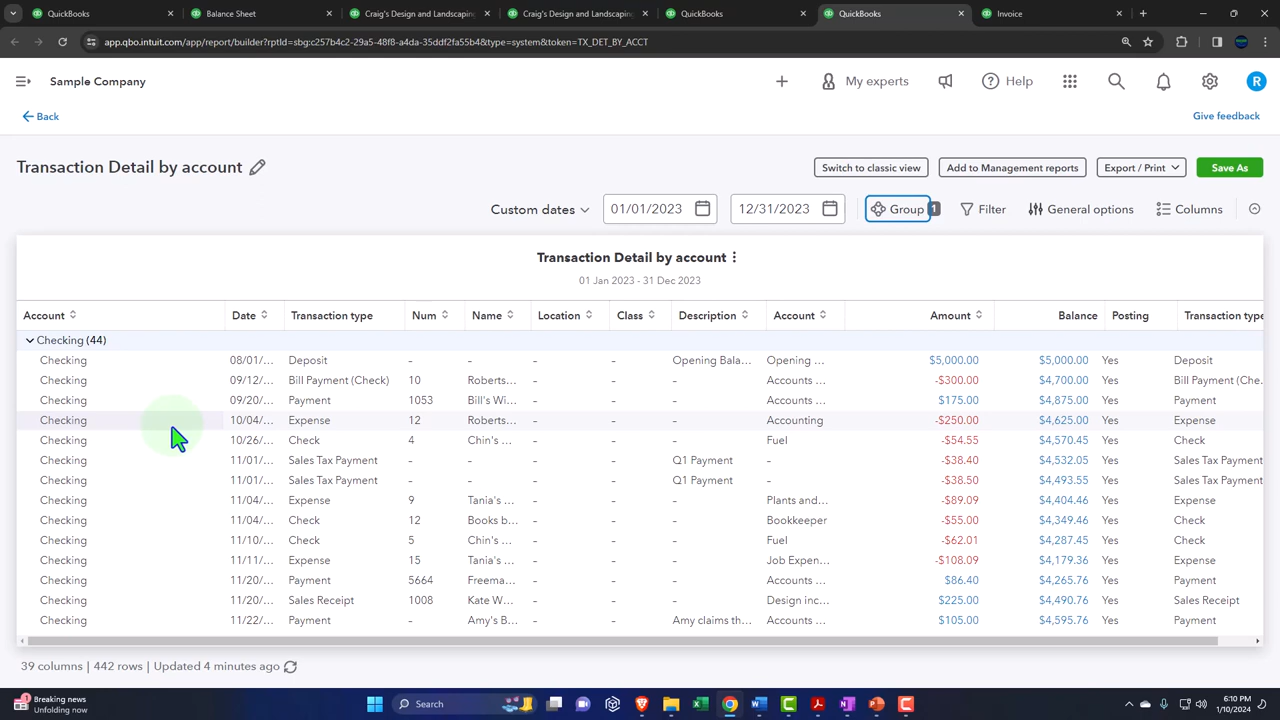 QuickBooks Balance Sheet Craig's Design and Landscaping Craig's Design and Landscaping QuickBooks QuickBooks Invoice
app.qbo.intuit.com/app/report/builder?rptId=sbg:c257b4c2-29a5-48f8-a4da-35ddf2fa55b4&type=system&token=TX_DET_BY_ACCT
Sample Company My experts Help R
Back Give feedback
Transaction Detail by account Switch to classic view Add to Management reports Export / Print Save As
Custom dates 01/01/2023 12/31/2023 Group 1 Filter General options Columns
Transaction Detail by account
01 Jan 2023 - 31 Dec 2023
Account Date Transaction type Num Name Location Class Description Account Amount Balance Posting Transaction type
Checking (44)
Checking 08/01/... Deposit – – – – Opening Bala... Opening ... $5,000.00 $5,000.00 Yes Deposit
Checking 09/12/... Bill Payment (Check) 10 Roberts... – – – Accounts ... -$300.00 $4,700.00 Yes Bill Payment (Che...
Checking 09/20/... Payment 1053 Bill's Wi... – – – Accounts ... $175.00 $4,875.00 Yes Payment
Checking 10/04/... Expense 12 Roberts... – – – Accounting -$250.00 $4,625.00 Yes Expense
Checking 10/26/... Check 4 Chin's ... – – – Fuel -$54.55 $4,570.45 Yes Check
Checking 11/01/... Sales Tax Payment – – – – Q1 Payment – -$38.40 $4,532.05 Yes Sales Tax Payment
Checking 11/01/... Sales Tax Payment – – – – Q1 Payment – -$38.50 $4,493.55 Yes Sales Tax Payment
Checking 11/04/... Expense 9 Tania's ... – – – Plants and... -$89.09 $4,404.46 Yes Expense
Checking 11/04/... Check 12 Books b... – – – Bookkeeper -$55.00 $4,349.46 Yes Check
Checking 11/10/... Check 5 Chin's ... – – – Fuel -$62.01 $4,287.45 Yes Check
Checking 11/11/... Expense 15 Tania's ... – – – Job Expen... -$108.09 $4,179.36 Yes Expense
Checking 11/20/... Payment 5664 Freema... – – – Accounts ... $86.40 $4,265.76 Yes Payment
Checking 11/20/... Sales Receipt 1008 Kate W... – – – Design inc... $225.00 $4,490.76 Yes Sales Receipt
Checking 11/22/... Payment – Amy's B... – – Amy claims th... Accounts ... $105.00 $4,595.76 Yes Payment
39 columns | 442 rows | Updated 4 minutes ago
Breaking news
Unfolding now
Search
6:10 PM
1/10/2024